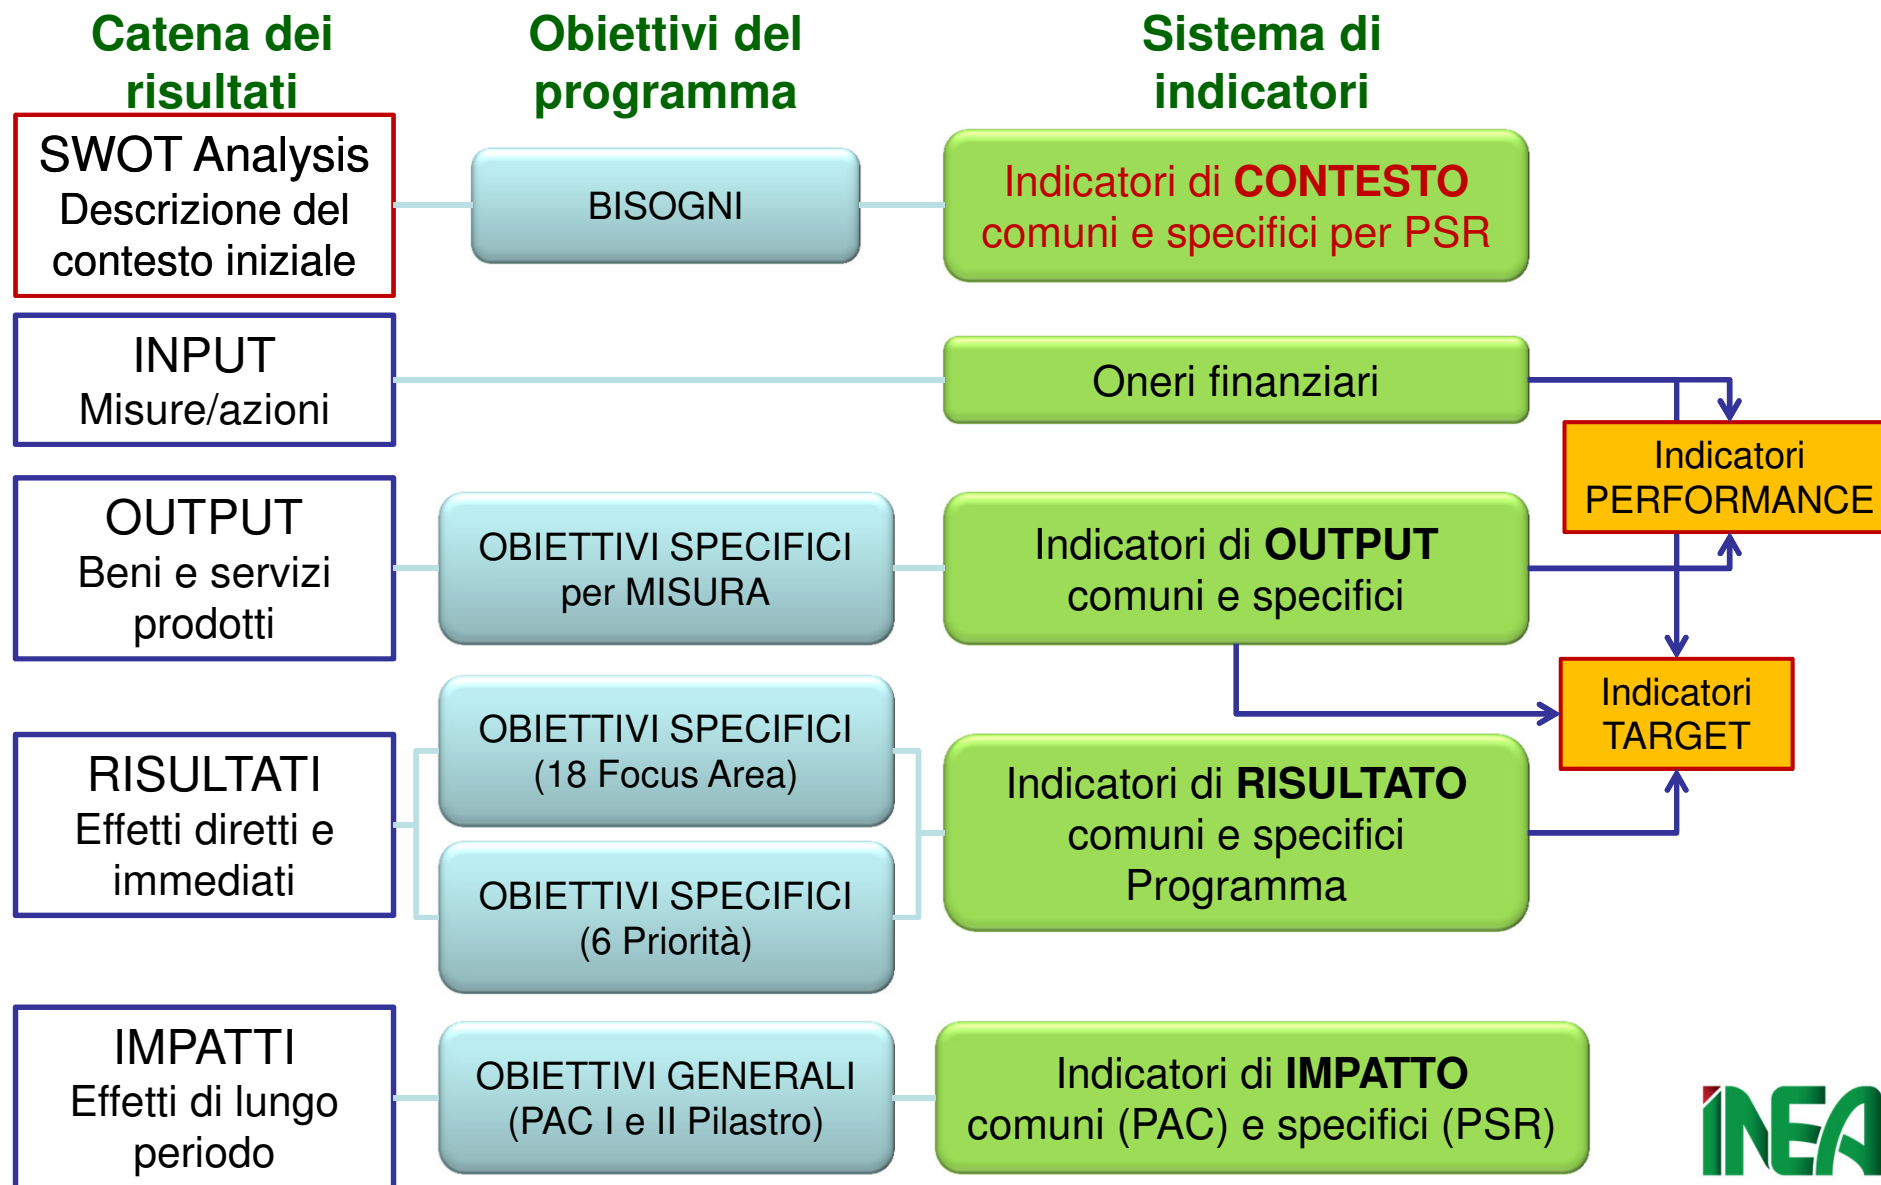 Catena dei
risultati
Obiettivi del
programma
Sistema di
indicatori
SWOT Analysis
Descrizione del
contesto iniziale
BISOGNI
Indicatori di CONTESTO
comuni e specifici per PSR
INPUT
Misure/azioni
Oneri finanziari
Indicatori
PERFORMANCE
OUTPUT
Beni e servizi
prodotti
OBIETTIVI SPECIFICI
per MISURA
Indicatori di OUTPUT
comuni e specifici
Indicatori
TARGET
RISULTATI
Effetti diretti e
immediati
OBIETTIVI SPECIFICI
(18 Focus Area)
OBIETTIVI SPECIFICI
(6 Priorità)
Indicatori di RISULTATO
comuni e specifici
Programma
IMPATTI
Effetti di lungo
periodo
OBIETTIVI GENERALI
(PAC I e II Pilastro)
Indicatori di IMPATTO
comuni (PAC) e specifici (PSR)
INEA